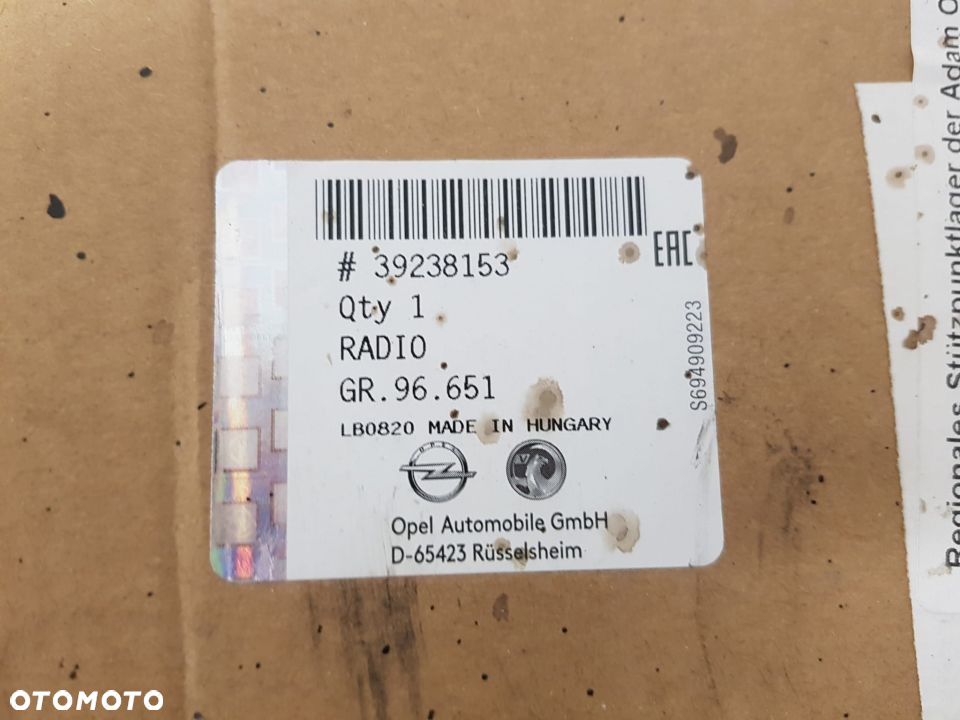 # 39238153
Qty 1
RADIO
GR.96.651
LB0820 MADE IN HUNGARY
OPEL
Opel Automobile GmbH
D-65423 Rüsselsheim
EAC
S694909223
Regionales Stützpunktlager der Adam
OTOMOTO